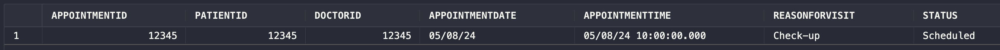 APPOINTMENTID PATIENTID DOCTORID APPOINTMENTDATE APPOINTMENTTIME REASONFORVISIT STATUS
1 12345 12345 12345 05/08/24 05/08/24 10:00:00.000 Check-up Scheduled